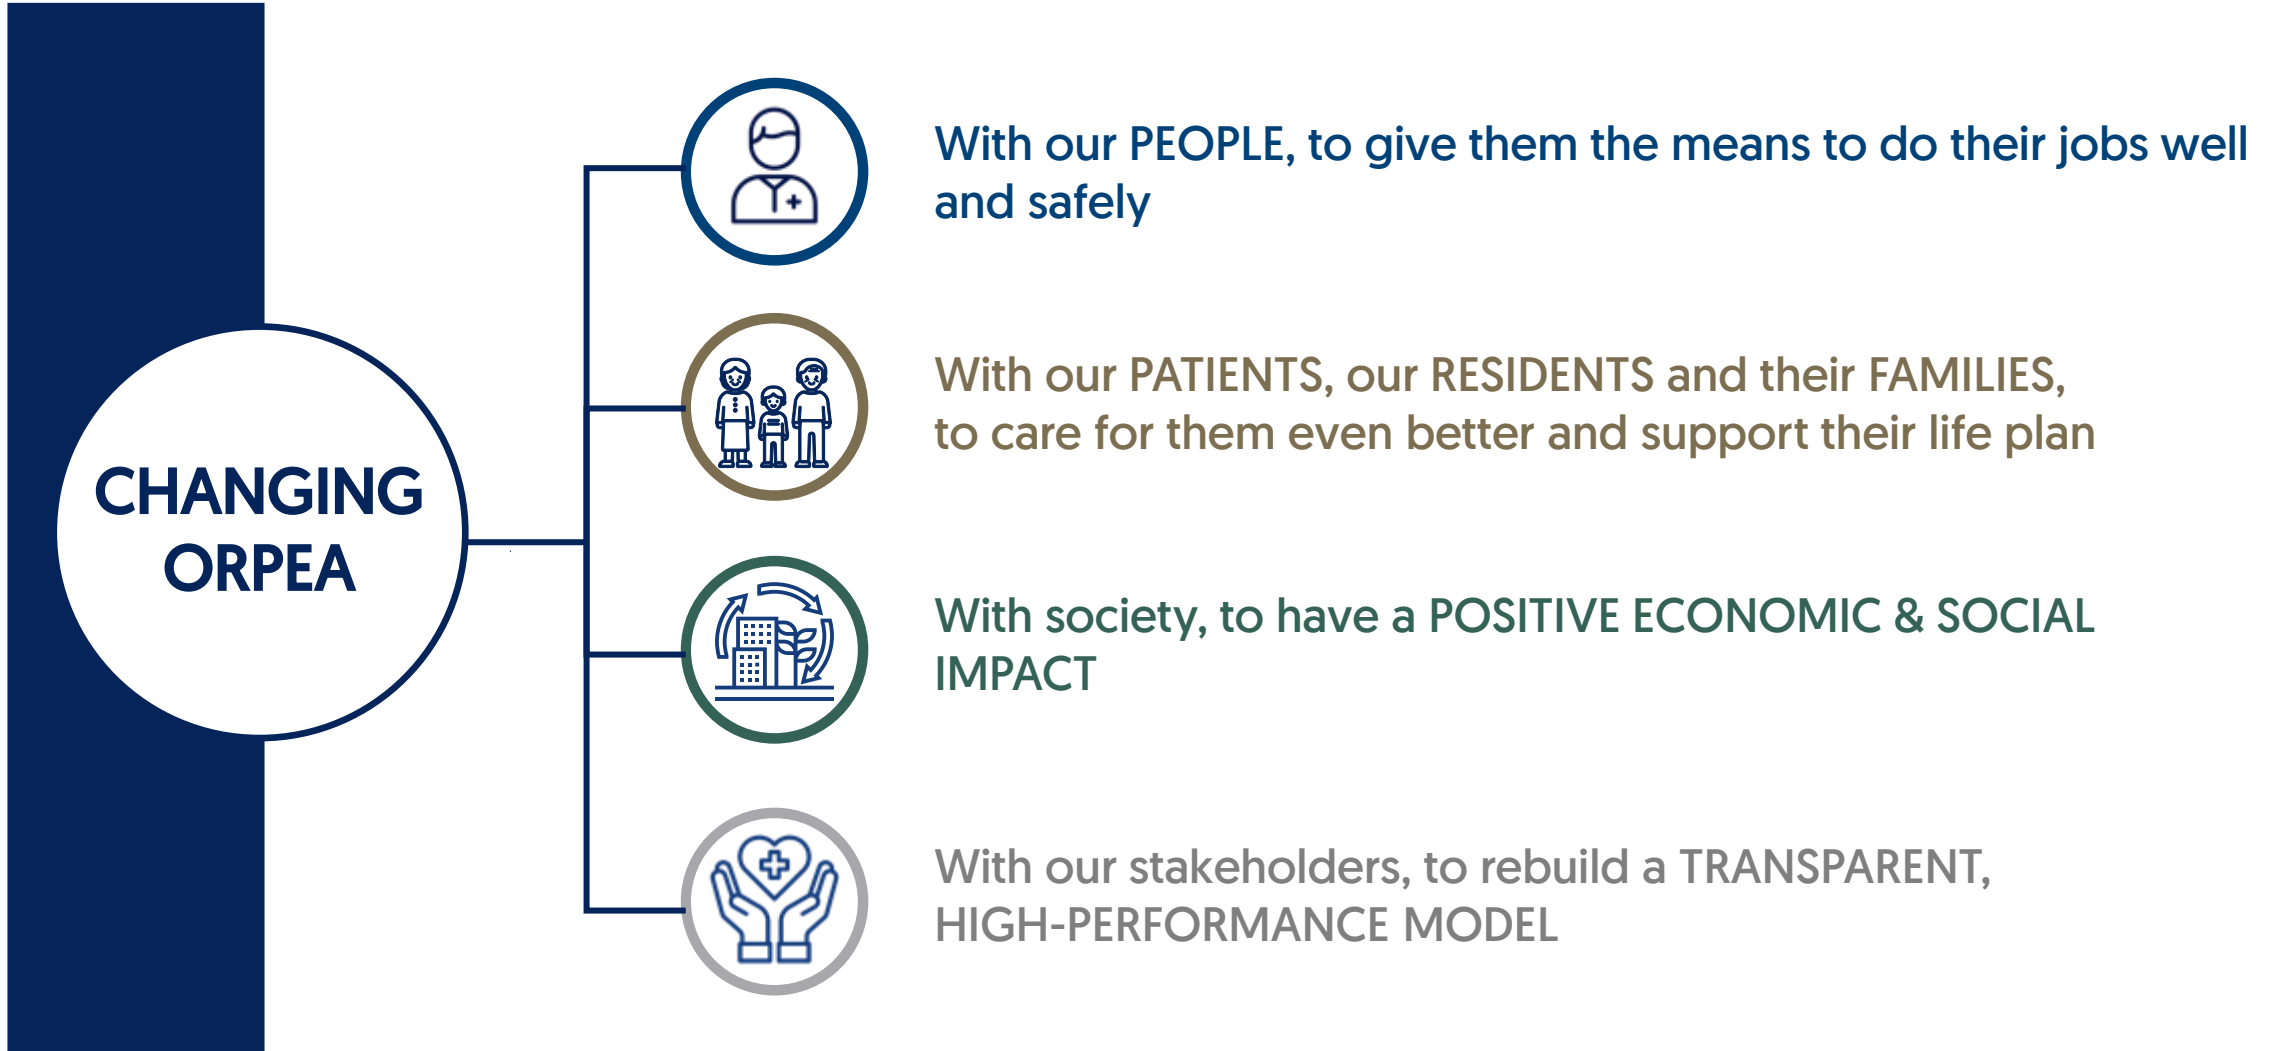 CHANGING
ORPEA
With our PEOPLE, to give them the means to do their jobs well
and safely
With our PATIENTS, our RESIDENTS and their FAMILIES,
to care for them even better and support their life plan
With society, to have a POSITIVE ECONOMIC & SOCIAL
IMPACT
With our stakeholders, to rebuild a TRANSPARENT,
HIGH-PERFORMANCE MODEL